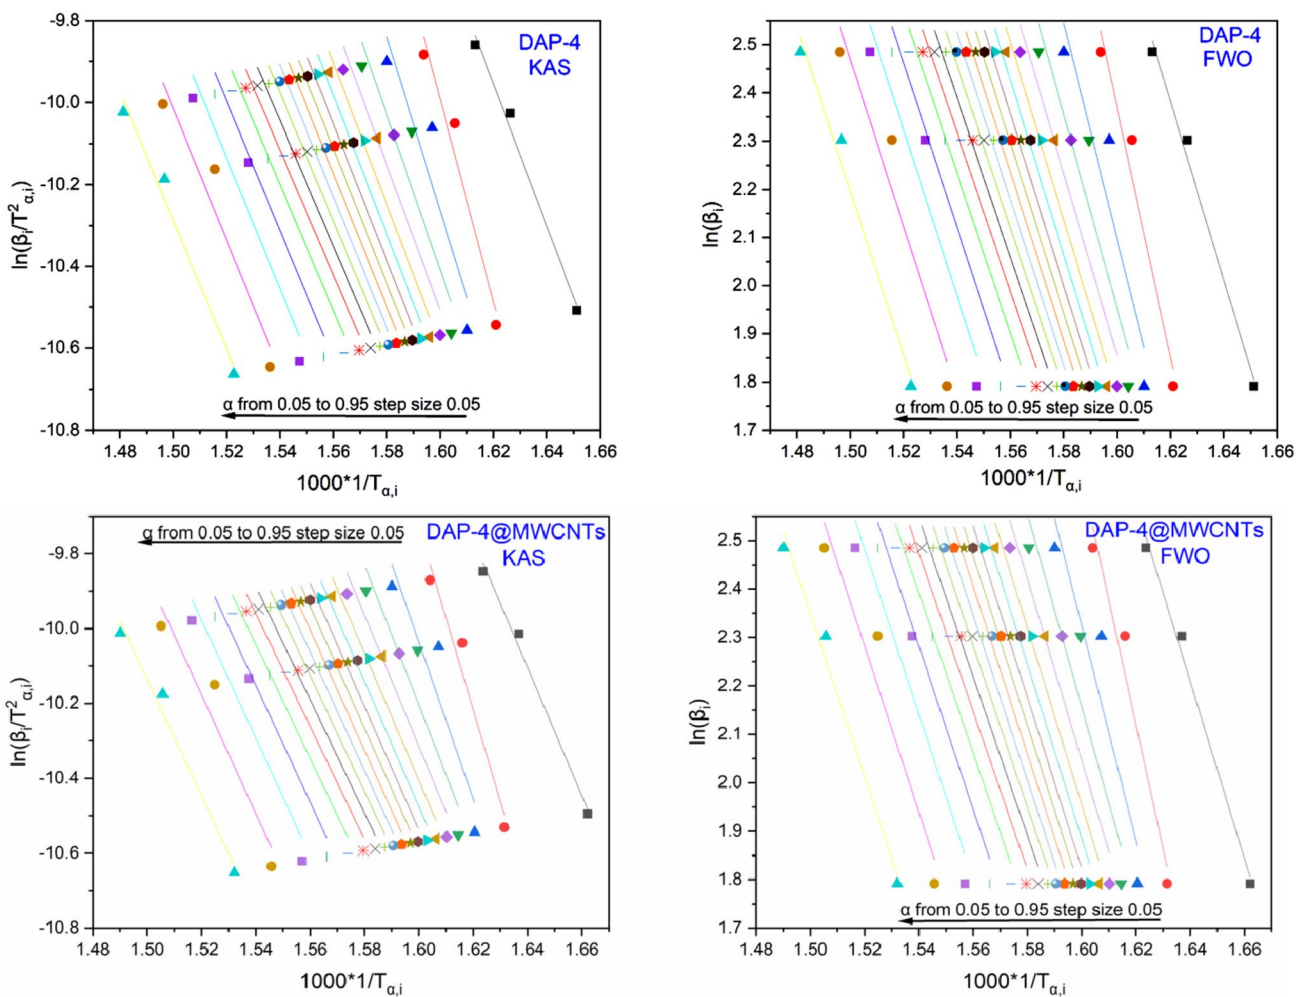 -9.8
DAP-4
KAS
-10.0
-10.2
-10.4
-10.6
-10.8
ln(βᵢ/T²α,i)
α from 0.05 to 0.95 step size 0.05
1.48 1.50 1.52 1.54 1.56 1.58 1.60 1.62 1.64 1.66
1000*1/Tα,i
2.5
DAP-4
FWO
2.4
2.3
2.2
2.1
2.0
1.9
1.8
1.7
ln(βᵢ)
α from 0.05 to 0.95 step size 0.05
1.48 1.50 1.52 1.54 1.56 1.58 1.60 1.62 1.64 1.66
1000*1/Tα,i
α from 0.05 to 0.95 step size 0.05
DAP-4@MWCNTs
KAS
-9.8
-10.0
-10.2
-10.4
-10.6
-10.8
ln(βᵢ/T²α,i)
1.48 1.50 1.52 1.54 1.56 1.58 1.60 1.62 1.64 1.66
1000*1/Tα,i
DAP-4@MWCNTs
FWO
2.5
2.4
2.3
2.2
2.1
2.0
1.9
1.8
1.7
ln(βᵢ)
α from 0.05 to 0.95 step size 0.05
1.48 1.50 1.52 1.54 1.56 1.58 1.60 1.62 1.64 1.66
1000*1/Tα,i